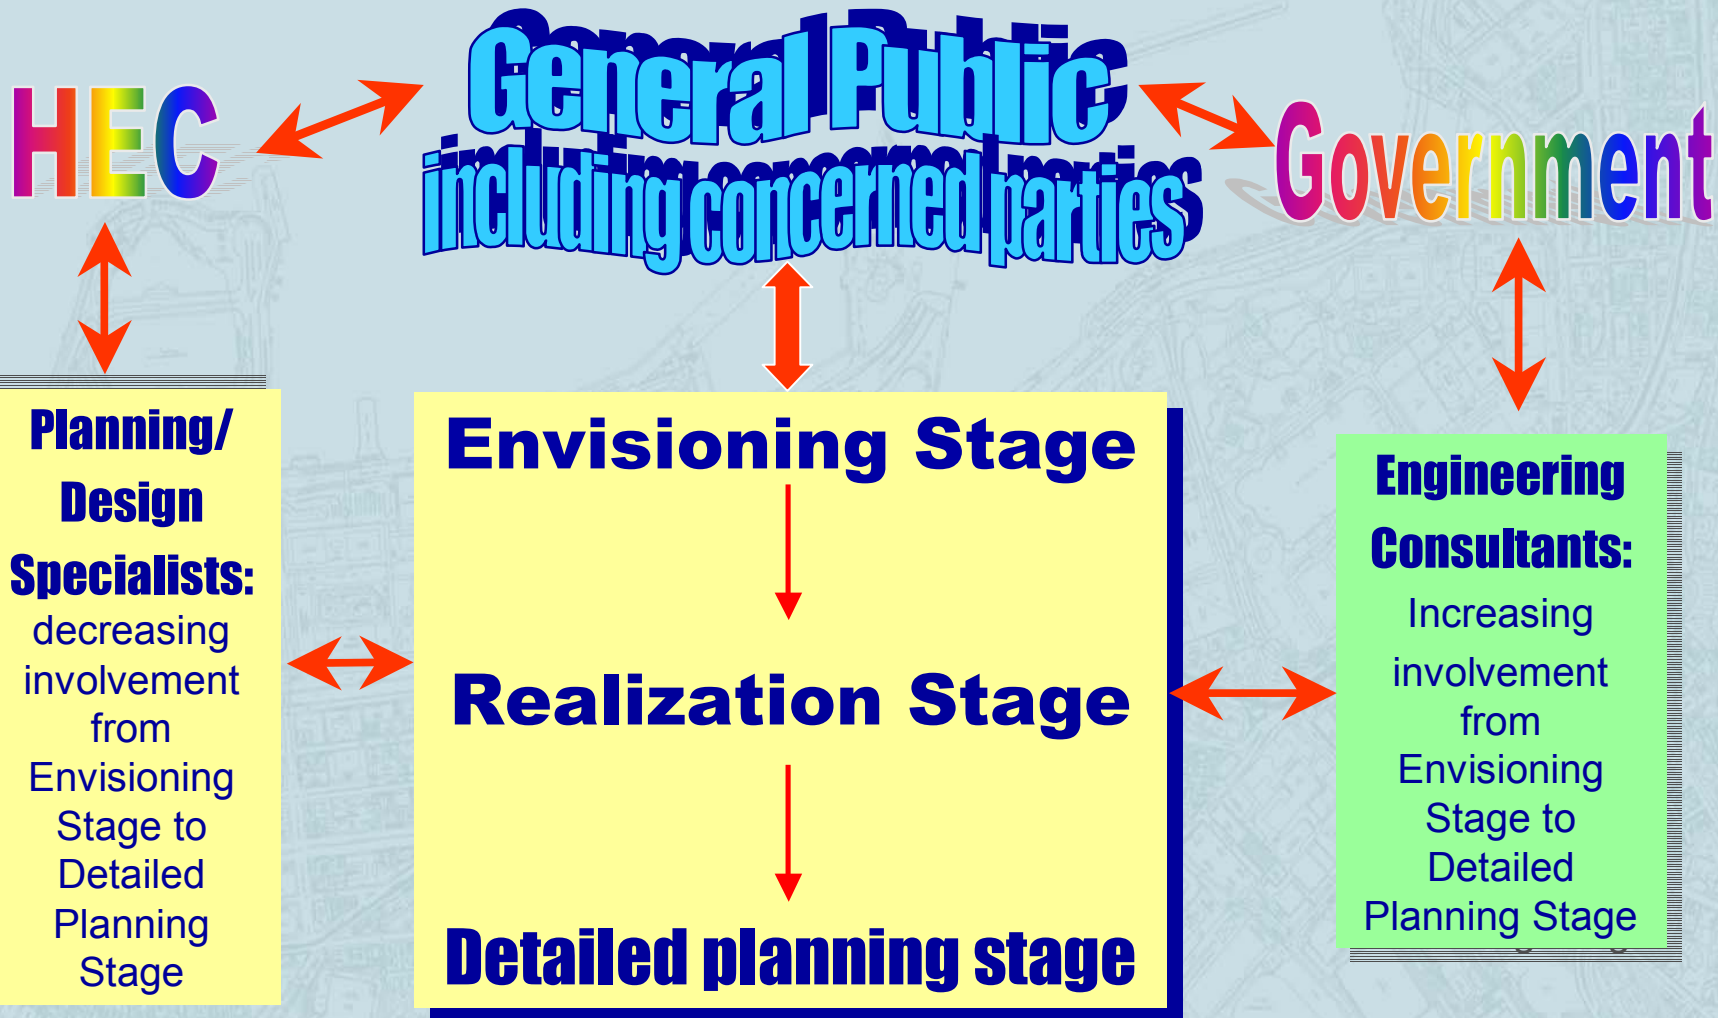 HEC
General Public
including concerned parties
Government
Planning/
Design
Specialists:
decreasing
involvement
from
Envisioning
Stage to
Detailed
Planning
Stage
Envisioning Stage
Realization Stage
Detailed planning stage
Engineering
Consultants:
Increasing
involvement
from
Envisioning
Stage to
Detailed
Planning Stage